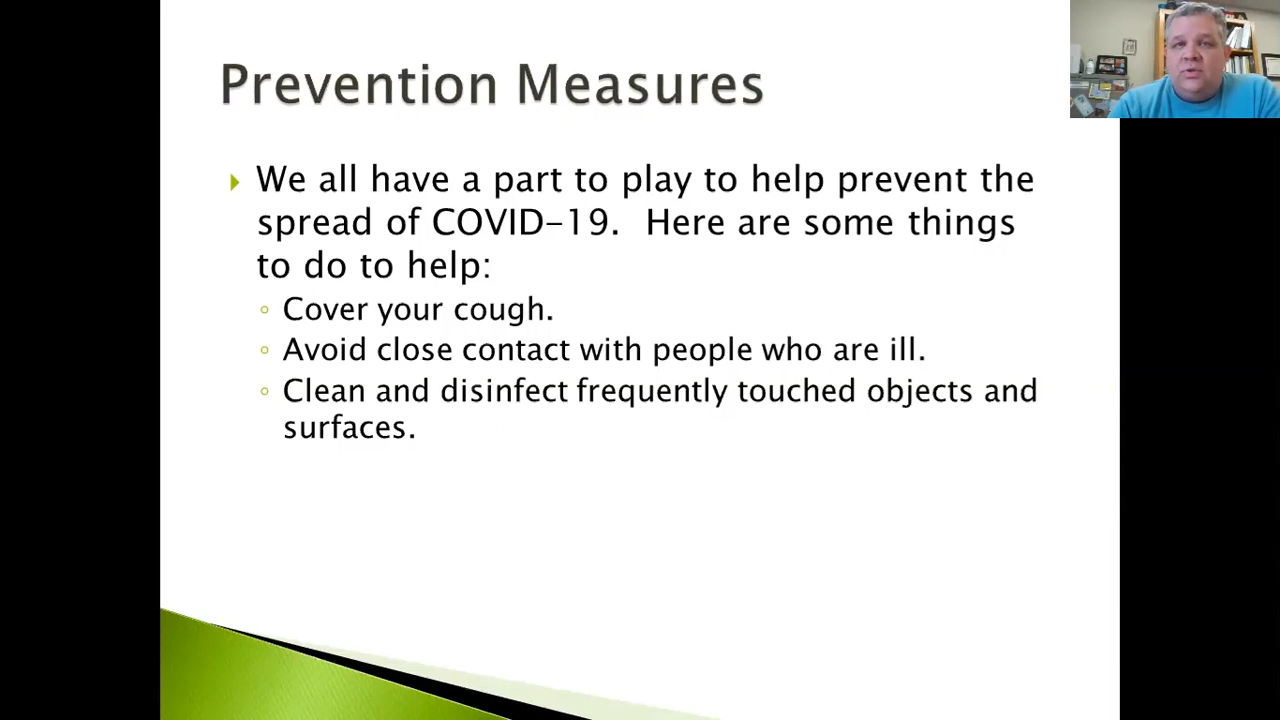 Prevention Measures
We all have a part to play to help prevent the
spread of COVID-19. Here are some things
to do to help:
Cover your cough.
Avoid close contact with people who are ill.
Clean and disinfect frequently touched objects and
surfaces.